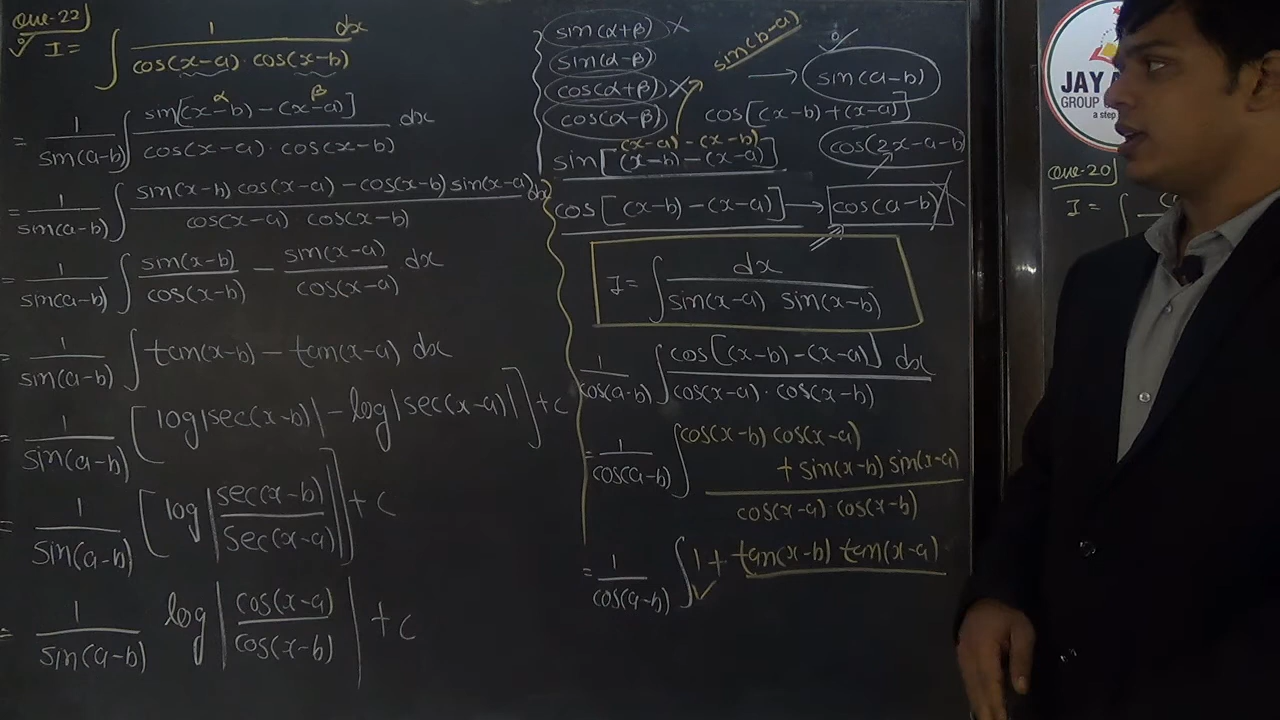 Que-22)
I = ∫ 1/(cos(x-a) · cos(x-b)) dx
= 1/sin(a-b) ∫ sin[(x-b) - (x-a)]/(cos(x-a) · cos(x-b)) dx
α β
= 1/sin(a-b) ∫ (sin(x-b) cos(x-a) - cos(x-b) sin(x-a))/(cos(x-a) cos(x-b)) dx
= 1/sin(a-b) ∫ sin(x-b)/cos(x-b) - sin(x-a)/cos(x-a) dx
= 1/sin(a-b) ∫ tan(x-b) - tan(x-a) dx
= 1/sin(a-b) [log|sec(x-b)| - log|sec(x-a)|] + c
= 1/sin(a-b) [log|sec(x-b)/sec(x-a)|] + c
= 1/sin(a-b) log|cos(x-a)/cos(x-b)| + c
sin(α+β) ×
sin(α-β)
cos(α+β) ×
cos(α-β)
sin(b-a)
→ sin(a-b)
cos[(x-b)+(x-a)]
cos(2x-a-b)
(x-a) - (x-b)
sin[(x-b) - (x-a)]
cos[(x-b) - (x-a)] → cos(a-b)
I = ∫ dx/(sin(x-a) sin(x-b))
1/cos(a-b) ∫ cos[(x-b) - (x-a)] dx/(cos(x-a) · cos(x-b))
= 1/cos(a-b) ∫ (cos(x-b) cos(x-a)
+ sin(x-b) sin(x-a))/(cos(x-a) · cos(x-b))
= 1/cos(a-b) ∫ 1 + tan(x-b) tan(x-a)
JAY A
GROUP O
a step
Que-20)
I = ∫